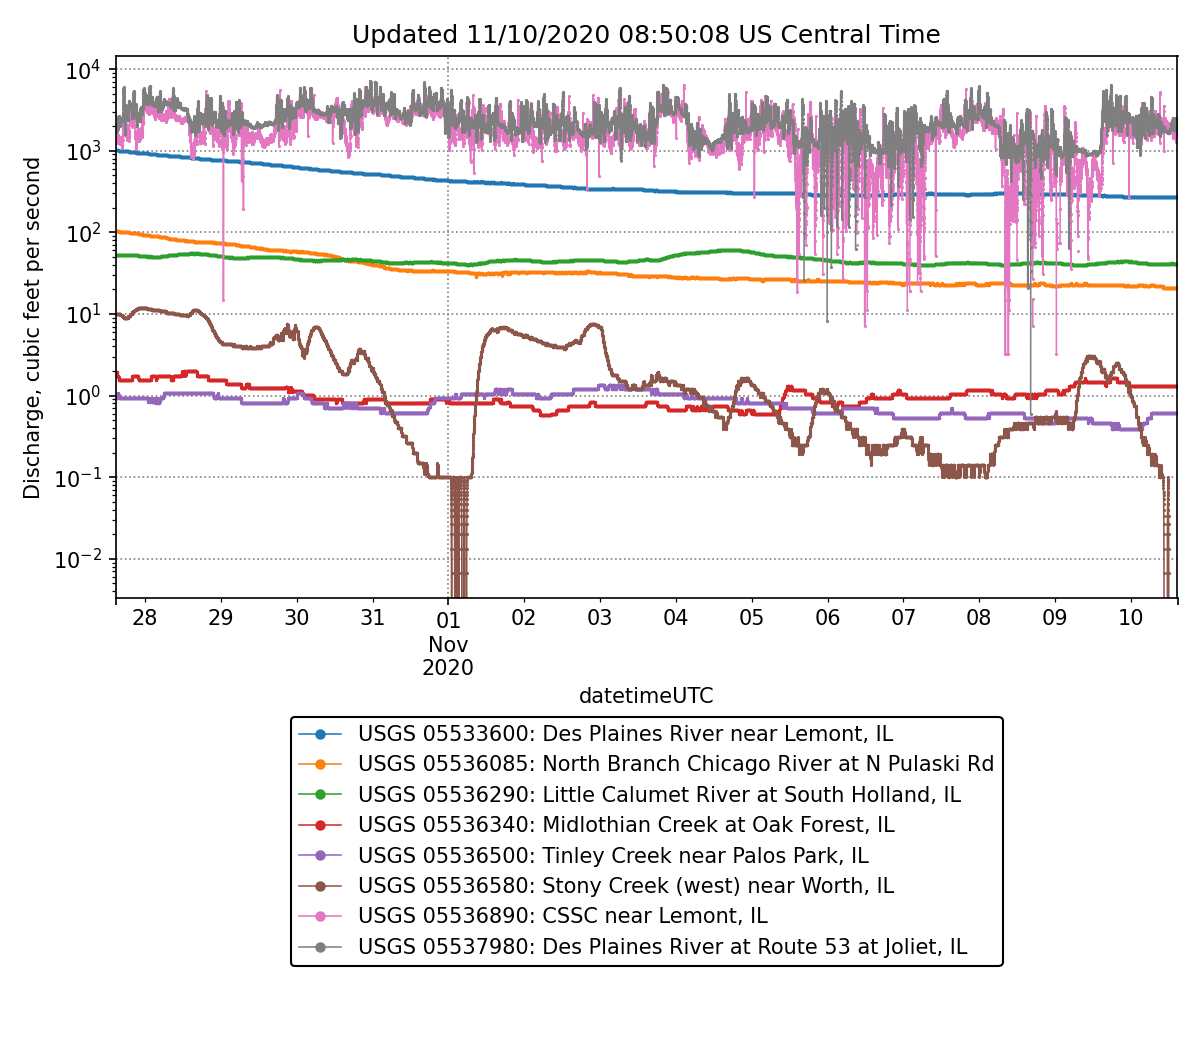 Updated 11/10/2020 08:50:08 US Central Time
Discharge, cubic feet per second
10^4
10^3
10^2
10^1
10^0
10^−1
10^−2
28 29 30 31 01 02 03 04 05 06 07 08 09 10
Nov
2020
datetimeUTC
USGS 05533600: Des Plaines River near Lemont, IL
USGS 05536085: North Branch Chicago River at N Pulaski Rd
USGS 05536290: Little Calumet River at South Holland, IL
USGS 05536340: Midlothian Creek at Oak Forest, IL
USGS 05536500: Tinley Creek near Palos Park, IL
USGS 05536580: Stony Creek (west) near Worth, IL
USGS 05536890: CSSC near Lemont, IL
USGS 05537980: Des Plaines River at Route 53 at Joliet, IL